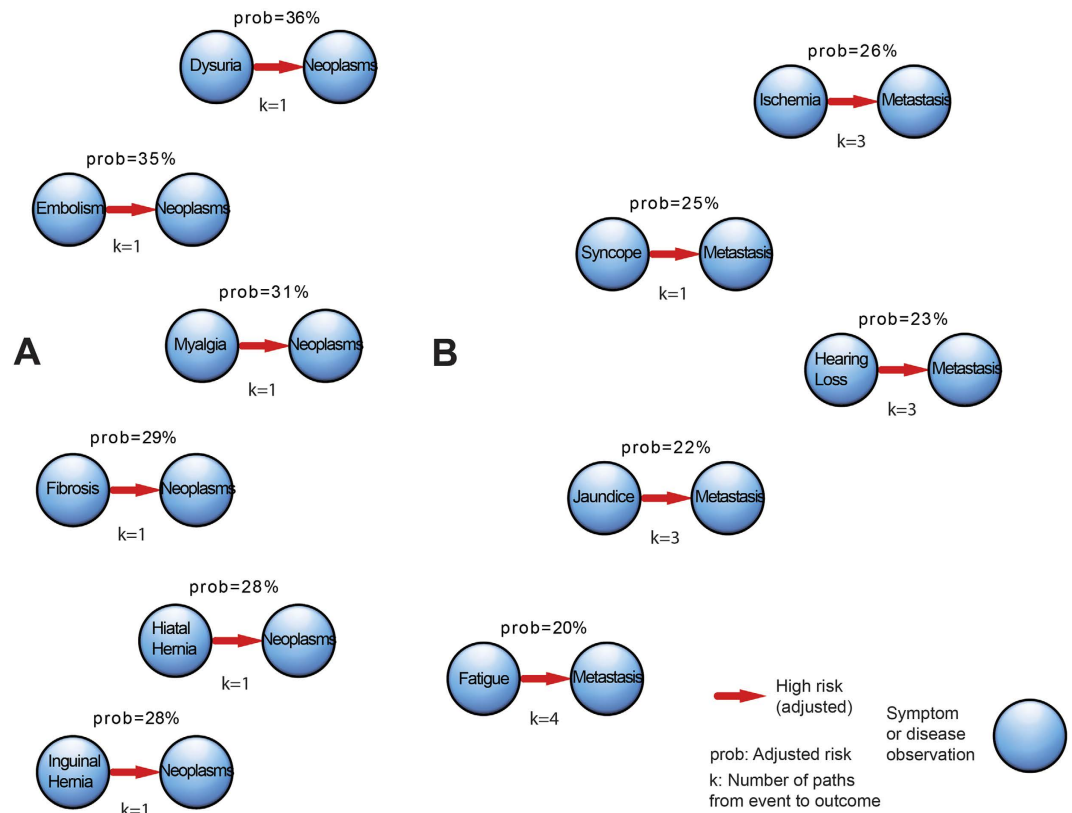 prob=36%
Dysuria
Neoplasms
k=1
prob=35%
Embolism
Neoplasms
k=1
prob=31%
Myalgia
Neoplasms
k=1
A
prob=29%
Fibrosis
Neoplasms
k=1
prob=28%
Hiatal
Hernia
Neoplasms
k=1
prob=28%
Inguinal
Hernia
Neoplasms
k=1
prob=26%
Ischemia
Metastasis
k=3
prob=25%
Syncope
Metastasis
k=1
B
prob=23%
Hearing
Loss
Metastasis
k=3
prob=22%
Jaundice
Metastasis
k=3
prob=20%
Fatigue
Metastasis
k=4
High risk
(adjusted)
prob: Adjusted risk
k: Number of paths
from event to outcome
Symptom
or disease
observation